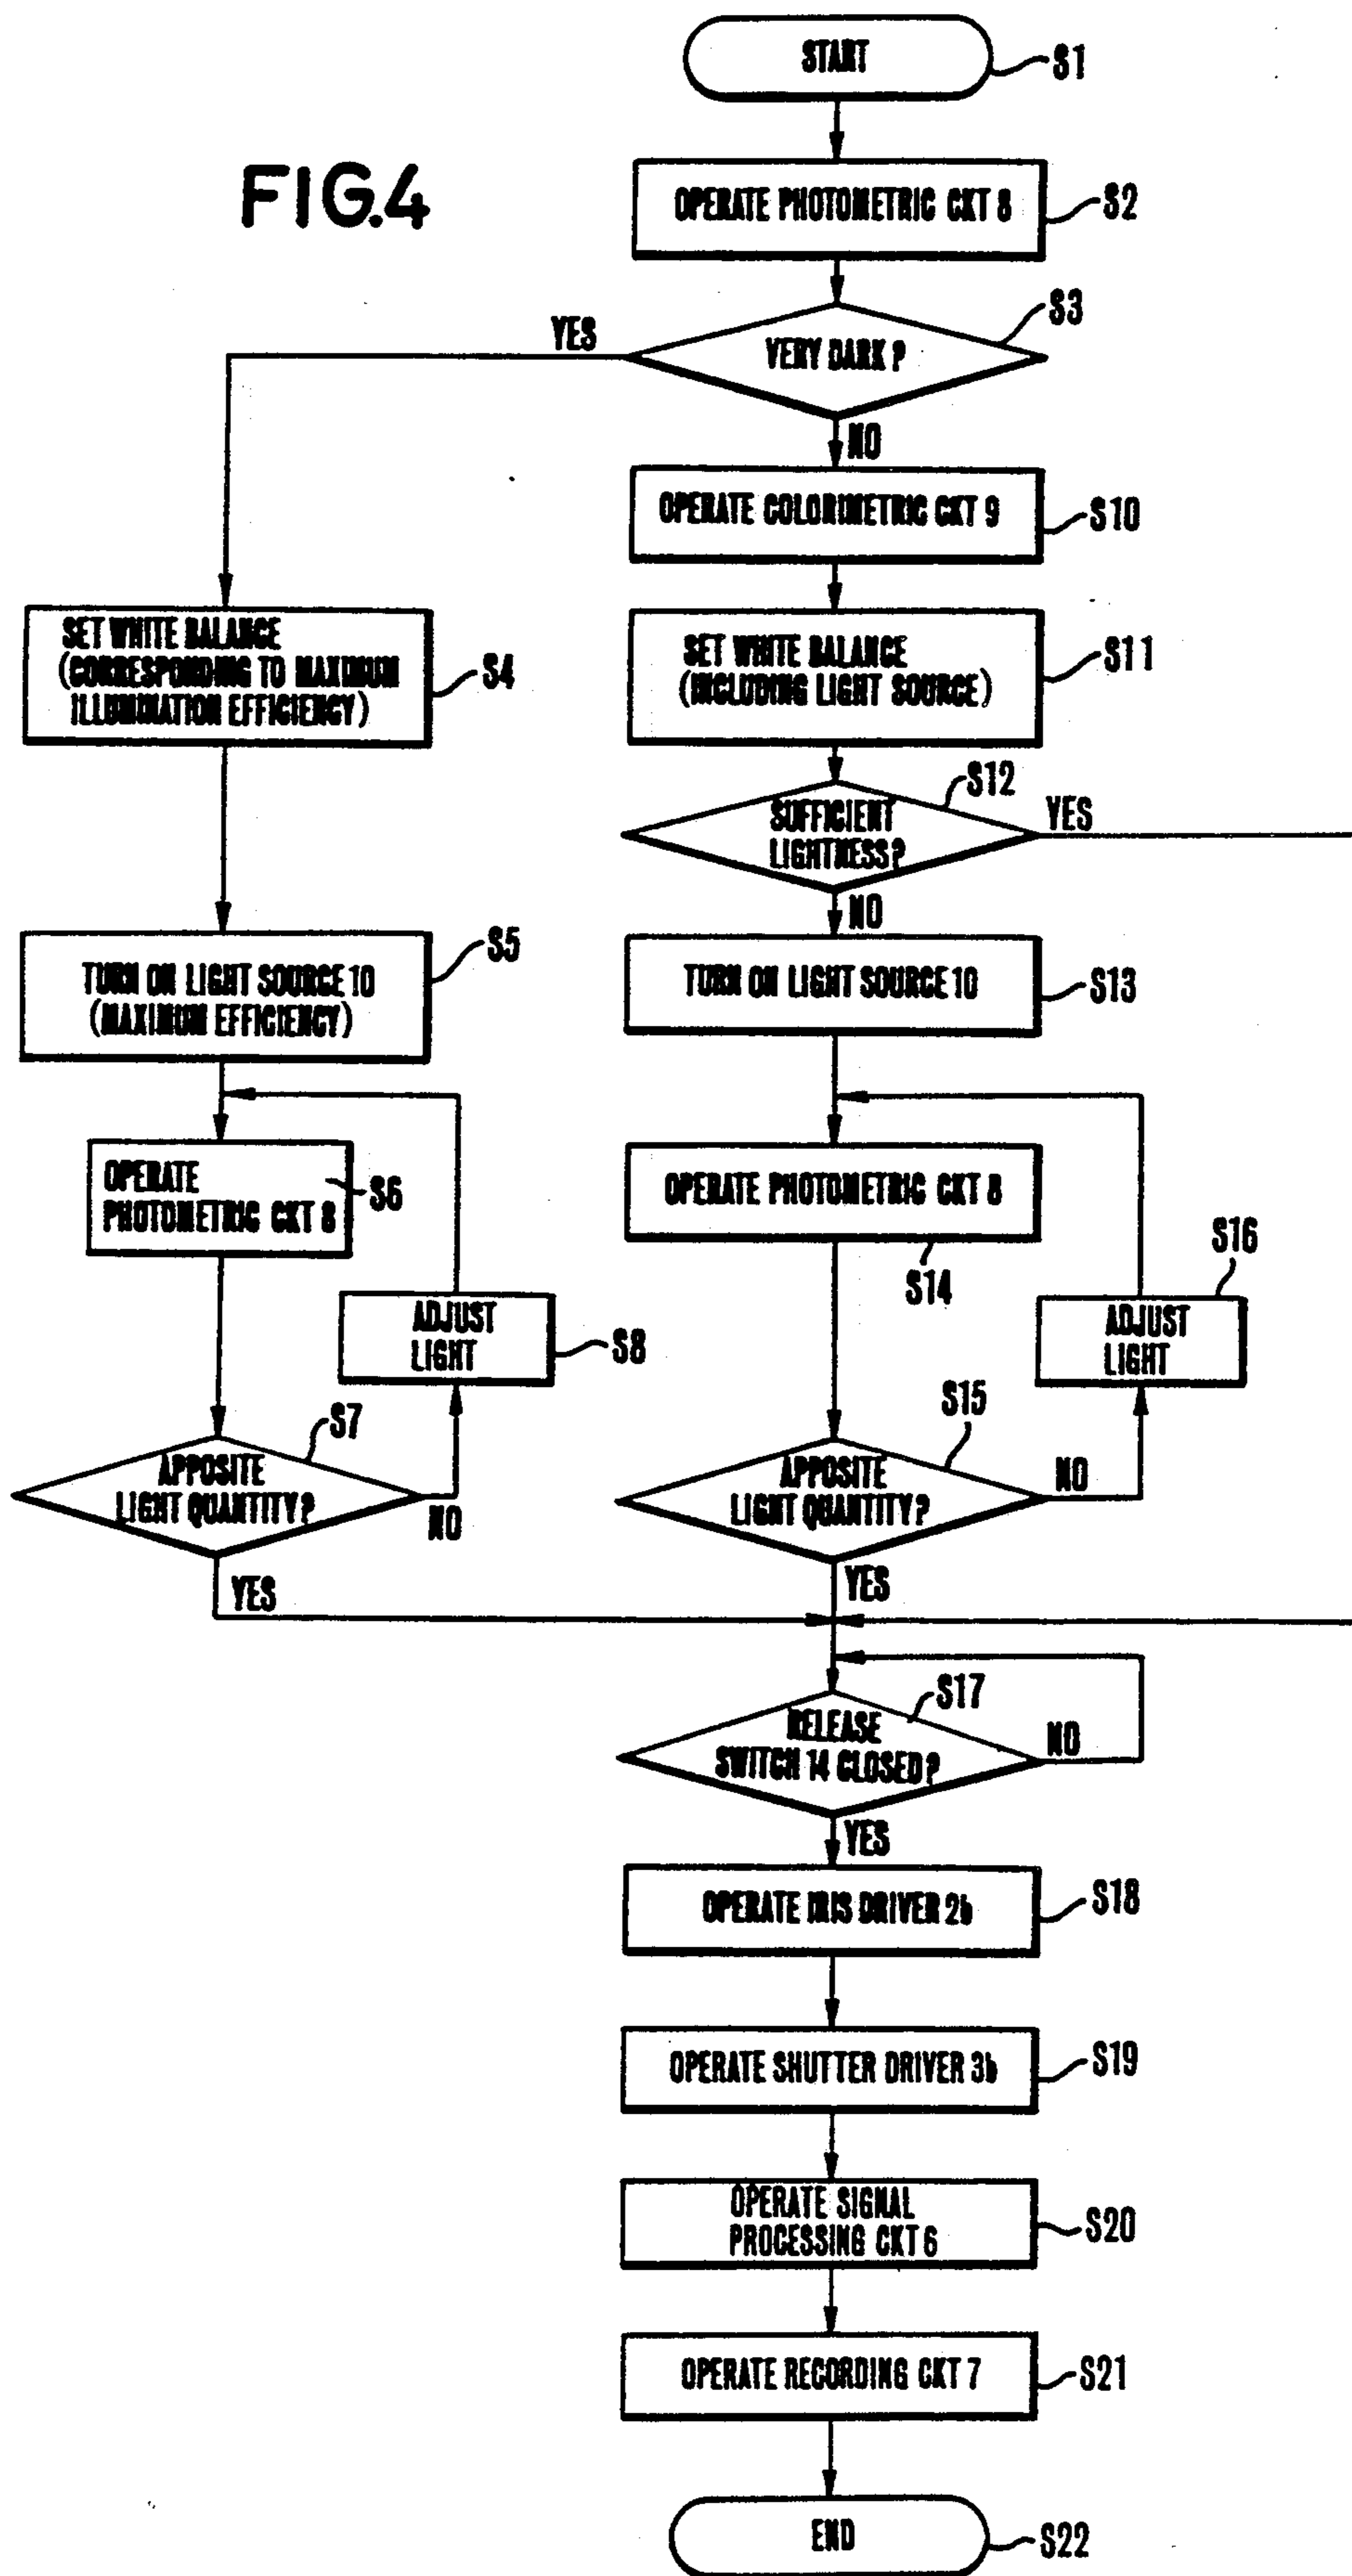 FIG.4
START
S1
OPERATE PHOTOMETRIC CKT 8
S2
S3
VERY DARK ?
YES
NO
OPERATE COLORIMETRIC CKT 9
S10
SET WHITE BALANCE
(CORRESPONDING TO MAXIMUM
ILLUMINATION EFFICIENCY)
S4
SET WHITE BALANCE
(INCLUDING LIGHT SOURCE)
S11
S12
SUFFICIENT
LIGHTNESS?
YES
NO
TURN ON LIGHT SOURCE 10
(MAXIMUM EFFICIENCY)
S5
TURN ON LIGHT SOURCE 10
S13
OPERATE
PHOTOMETRIC CKT 8
S6
OPERATE PHOTOMETRIC CKT 8
S14
ADJUST
LIGHT
S8
S16
ADJUST
LIGHT
S7
APPOSITE
LIGHT QUANTITY?
NO
YES
S15
APPOSITE
LIGHT QUANTITY?
NO
YES
S17
RELEASE
SWITCH 14 CLOSED?
NO
YES
OPERATE IRIS DRIVER 2b
S18
OPERATE SHUTTER DRIVER 3b
S19
OPERATE SIGNAL
PROCESSING CKT 6
S20
OPERATE RECORDING CKT 7
S21
END
S22